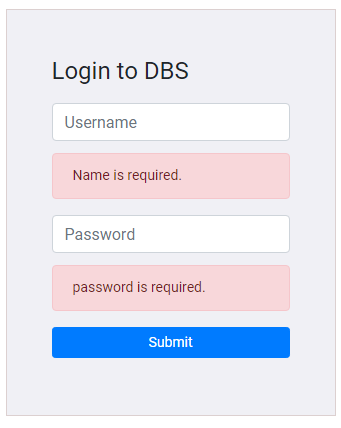 Login to DBS
Username
Name is required.
Password
password is required.
Submit